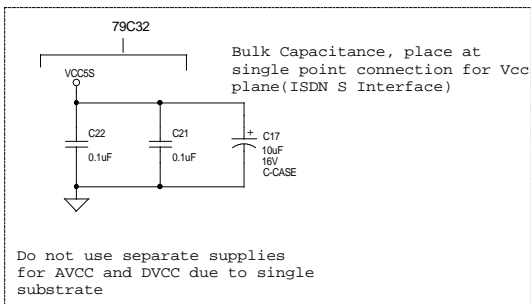 79C32
Bulk Capacitance, place at
single point connection for Vcc
plane(ISDN S Interface)
VCC5S
C22
0.1uF
C21
0.1uF
+
C17
10uF
16V
C-CASE
Do not use separate supplies
for AVCC and DVCC due to single
substrate